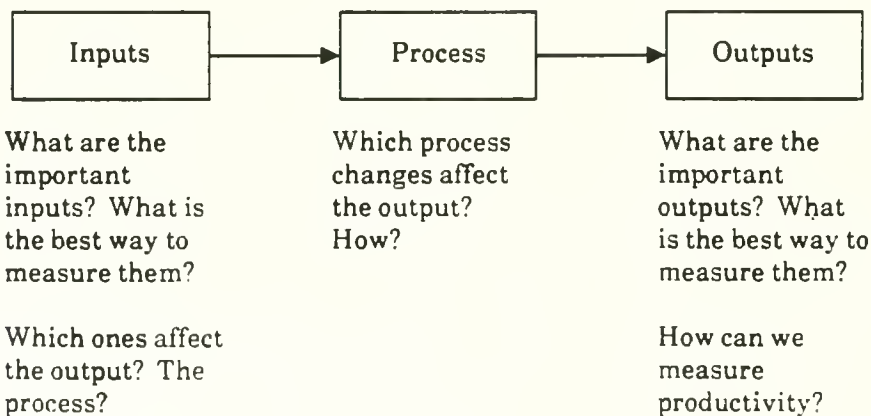 Inputs
Process
Outputs
What are the
important
inputs? What is
the best way to
measure them?
Which ones affect
the output? The
process?
Which process
changes affect
the output?
How?
What are the
important
outputs? What
is the best way to
measure them?
How can we
measure
productivity?